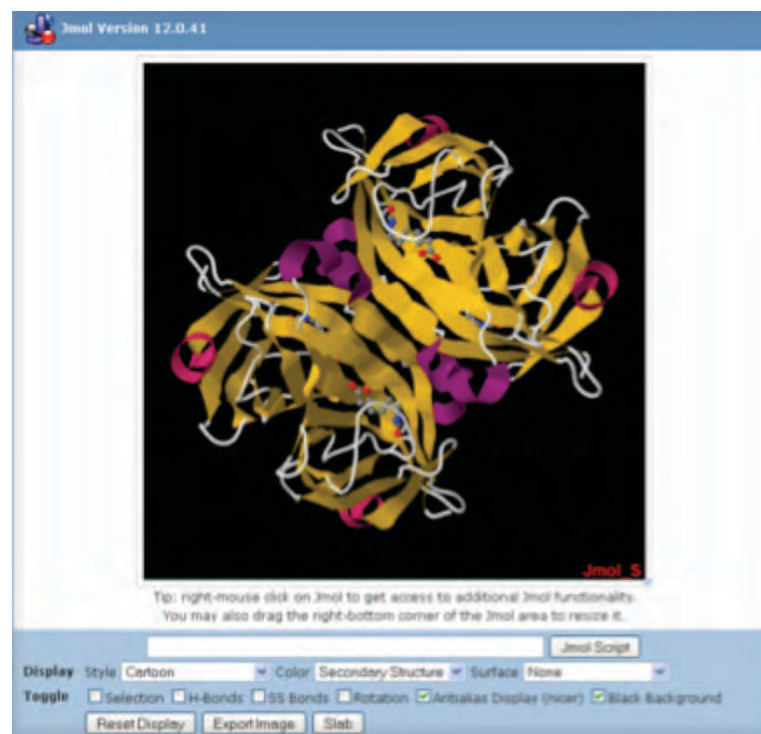 Jmol Version 12.0.41
Jmol_S
Tip: right-mouse click on Jmol to get access to additional Jmol functionality.
You may also drag the right-bottom corner of the Jmol area to resize it.
Jmol Script
Display Style Cartoon Color Secondary Structure Surface None
Toggle Selection H-Bonds SS Bonds Rotation Antialias Display (nicer) Black Background
Reset Display Export Image Slab